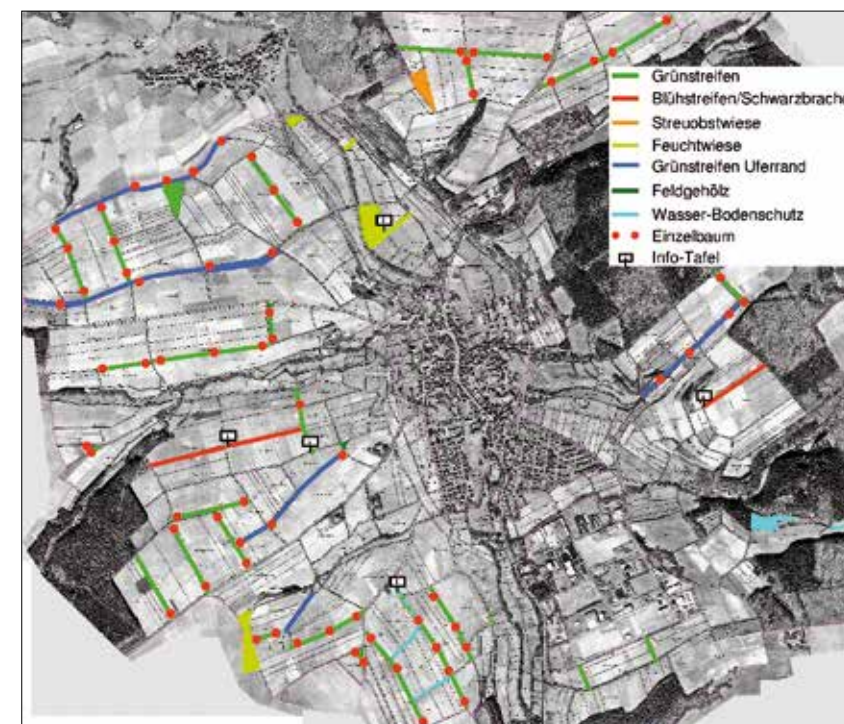 Grünstreifen
Blühstreifen/Schwarzbrache
Streuobstwiese
Feuchtwiese
Grünstreifen Uferrand
Feldgehölz
Wasser-Bodenschutz
Einzelbaum
Info-Tafel